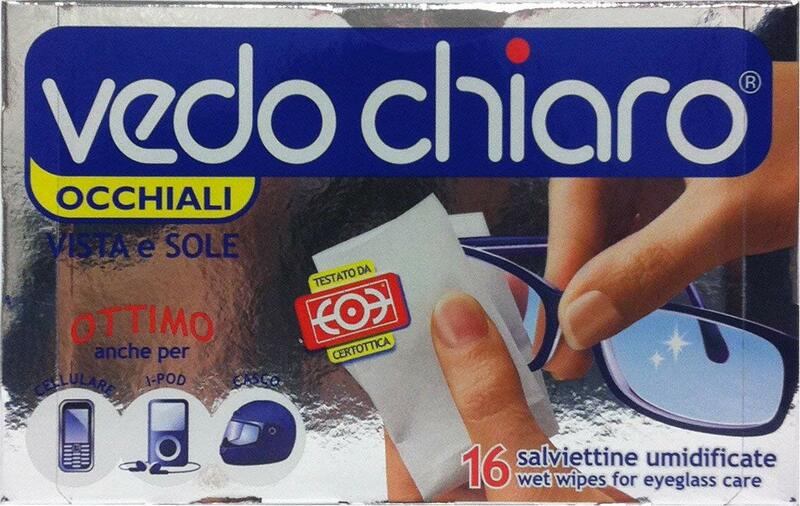 vedo chiaro®
OCCHIALI
VISTA e SOLE
TESTATO DA
CERTOTTICA
OTTIMO
anche per
CELLULARE I-POD CASCO
16 salviettine umidificate
wet wipes for eyeglass care